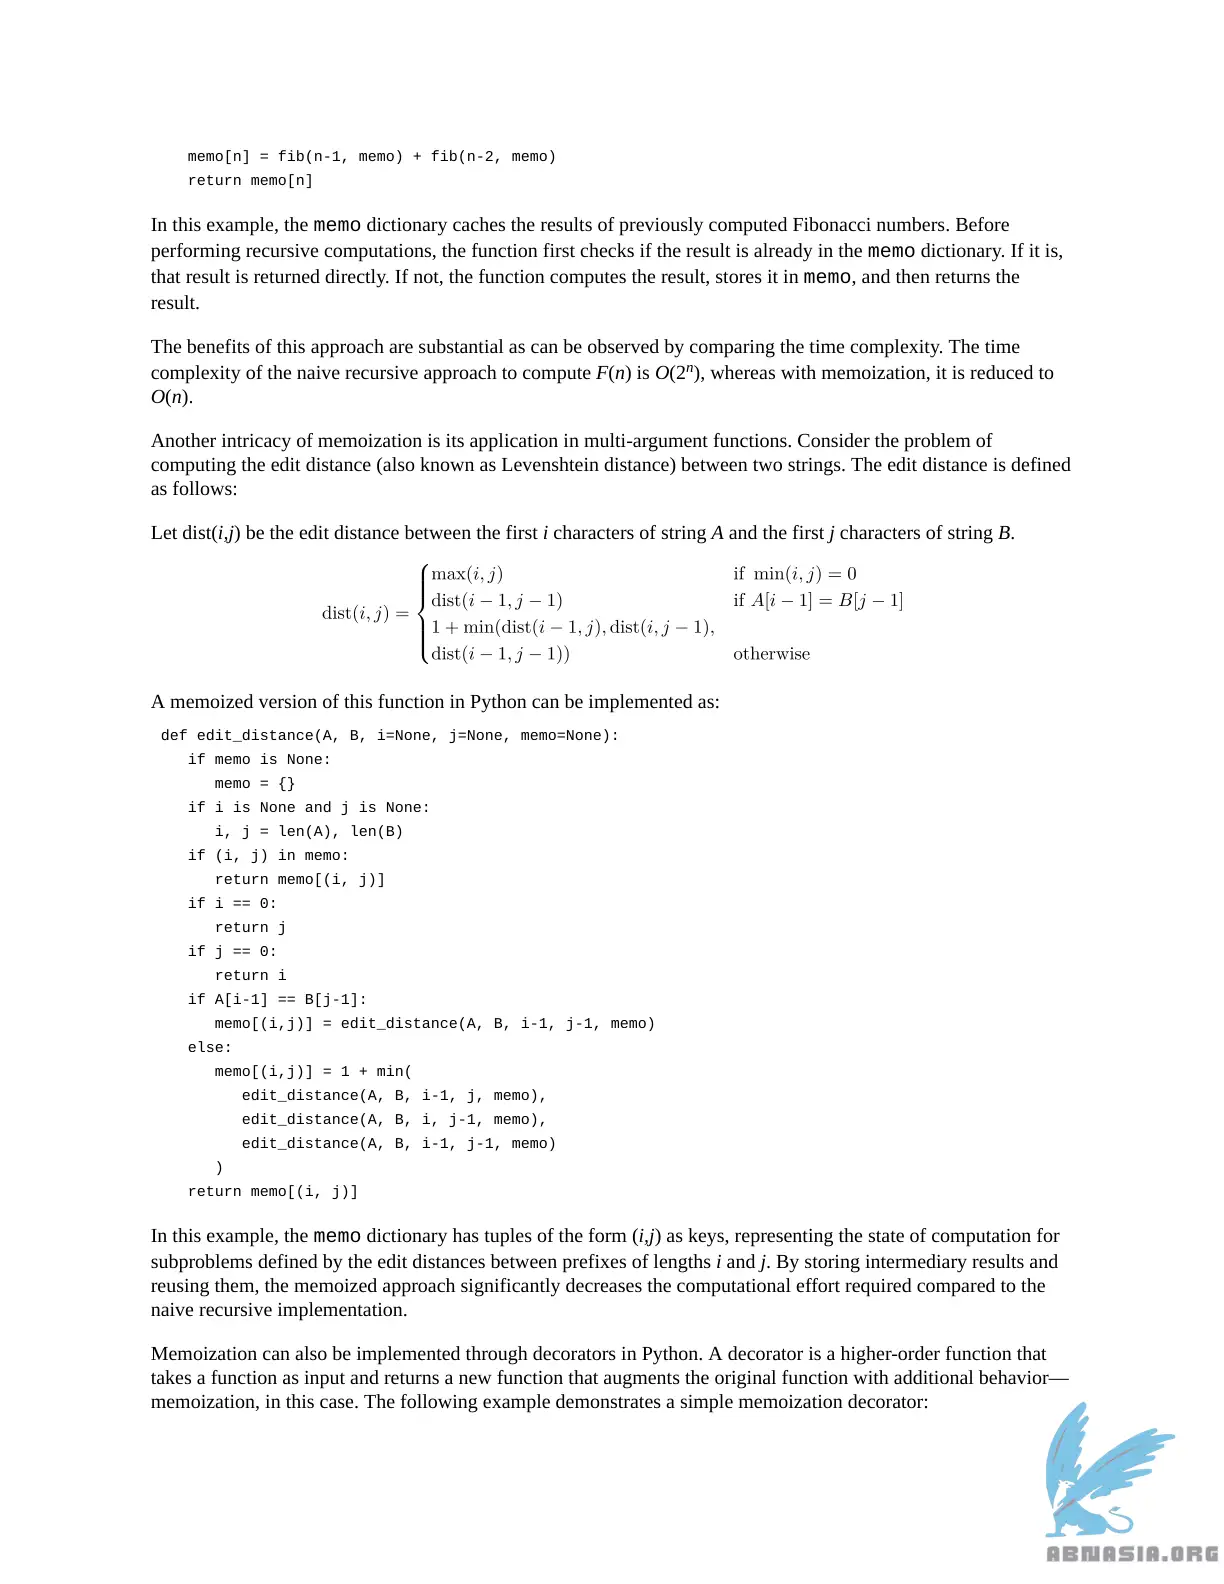 memo[n] = fib(n-1, memo) + fib(n-2, memo)
return memo[n]
In this example, the memo dictionary caches the results of previously computed Fibonacci numbers. Before
performing recursive computations, the function first checks if the result is already in the memo dictionary. If it is,
that result is returned directly. If not, the function computes the result, stores it in memo, and then returns the
result.
The benefits of this approach are substantial as can be observed by comparing the time complexity. The time
complexity of the naive recursive approach to compute F(n) is O(2ⁿ), whereas with memoization, it is reduced to
O(n).
Another intricacy of memoization is its application in multi-argument functions. Consider the problem of
computing the edit distance (also known as Levenshtein distance) between two strings. The edit distance is defined
as follows:
Let dist(i,j) be the edit distance between the first i characters of string A and the first j characters of string B.
max(i, j) if min(i, j) = 0
dist(i − 1, j − 1) if A[i − 1] = B[j − 1]
dist(i, j) = {
1 + min(dist(i − 1, j), dist(i, j − 1),
dist(i − 1, j − 1)) otherwise
A memoized version of this function in Python can be implemented as:
def edit_distance(A, B, i=None, j=None, memo=None):
if memo is None:
memo = {}
if i is None and j is None:
i, j = len(A), len(B)
if (i, j) in memo:
return memo[(i, j)]
if i == 0:
return j
if j == 0:
return i
if A[i-1] == B[j-1]:
memo[(i,j)] = edit_distance(A, B, i-1, j-1, memo)
else:
memo[(i,j)] = 1 + min(
edit_distance(A, B, i-1, j, memo),
edit_distance(A, B, i, j-1, memo),
edit_distance(A, B, i-1, j-1, memo)
)
return memo[(i, j)]
In this example, the memo dictionary has tuples of the form (i,j) as keys, representing the state of computation for
subproblems defined by the edit distances between prefixes of lengths i and j. By storing intermediary results and
reusing them, the memoized approach significantly decreases the computational effort required compared to the
naive recursive implementation.
Memoization can also be implemented through decorators in Python. A decorator is a higher-order function that
takes a function as input and returns a new function that augments the original function with additional behavior—
memoization, in this case. The following example demonstrates a simple memoization decorator:
ABNASIA.ORG